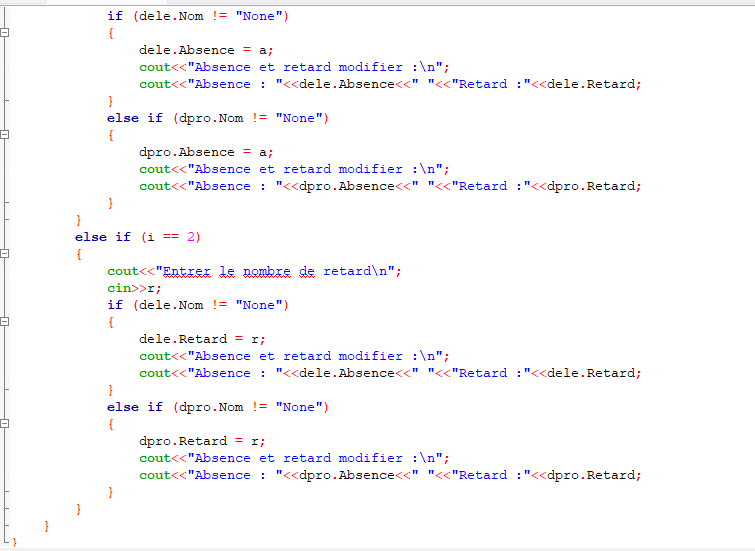 if (dele.Nom != "None")
{
dele.Absence = a;
cout<<"Absence et retard modifier :\n";
cout<<"Absence : "<<dele.Absence<<" "<<"Retard :"<<dele.Retard;
}
else if (dpro.Nom != "None")
{
dpro.Absence = a;
cout<<"Absence et retard modifier :\n";
cout<<"Absence : "<<dpro.Absence<<" "<<"Retard :"<<dpro.Retard;
}
}
else if (i == 2)
{
cout<<"Entrer le nombre de retard\n";
cin>>r;
if (dele.Nom != "None")
{
dele.Retard = r;
cout<<"Absence et retard modifier :\n";
cout<<"Absence : "<<dele.Absence<<" "<<"Retard :"<<dele.Retard;
}
else if (dpro.Nom != "None")
{
dpro.Retard = r;
cout<<"Absence et retard modifier :\n";
cout<<"Absence : "<<dpro.Absence<<" "<<"Retard :"<<dpro.Retard;
}
}
}
}